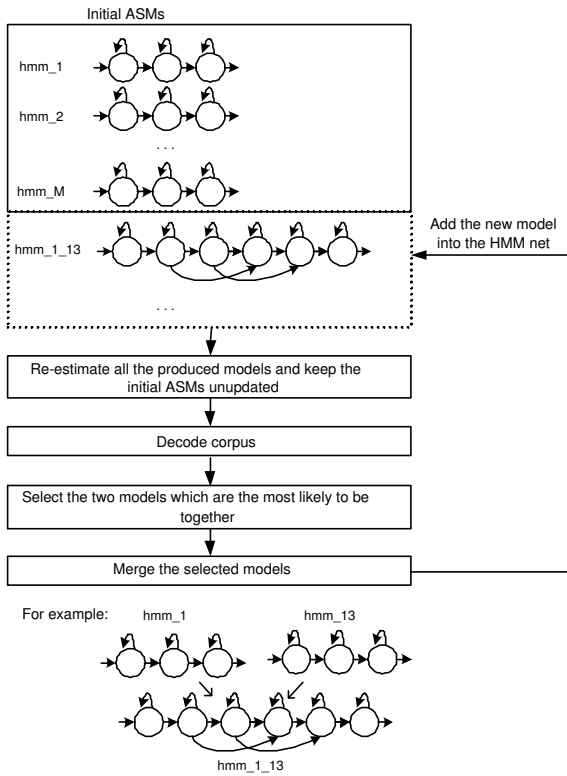 Initial ASMs
hmm_1
hmm_2
. . .
hmm_M
hmm_1_13
. . .
Add the new model
into the HMM net
Re-estimate all the produced models and keep the
initial ASMs unupdated
Decode corpus
Select the two models which are the most likely to be
together
Merge the selected models
For example:
hmm_1
hmm_13
hmm_1_13